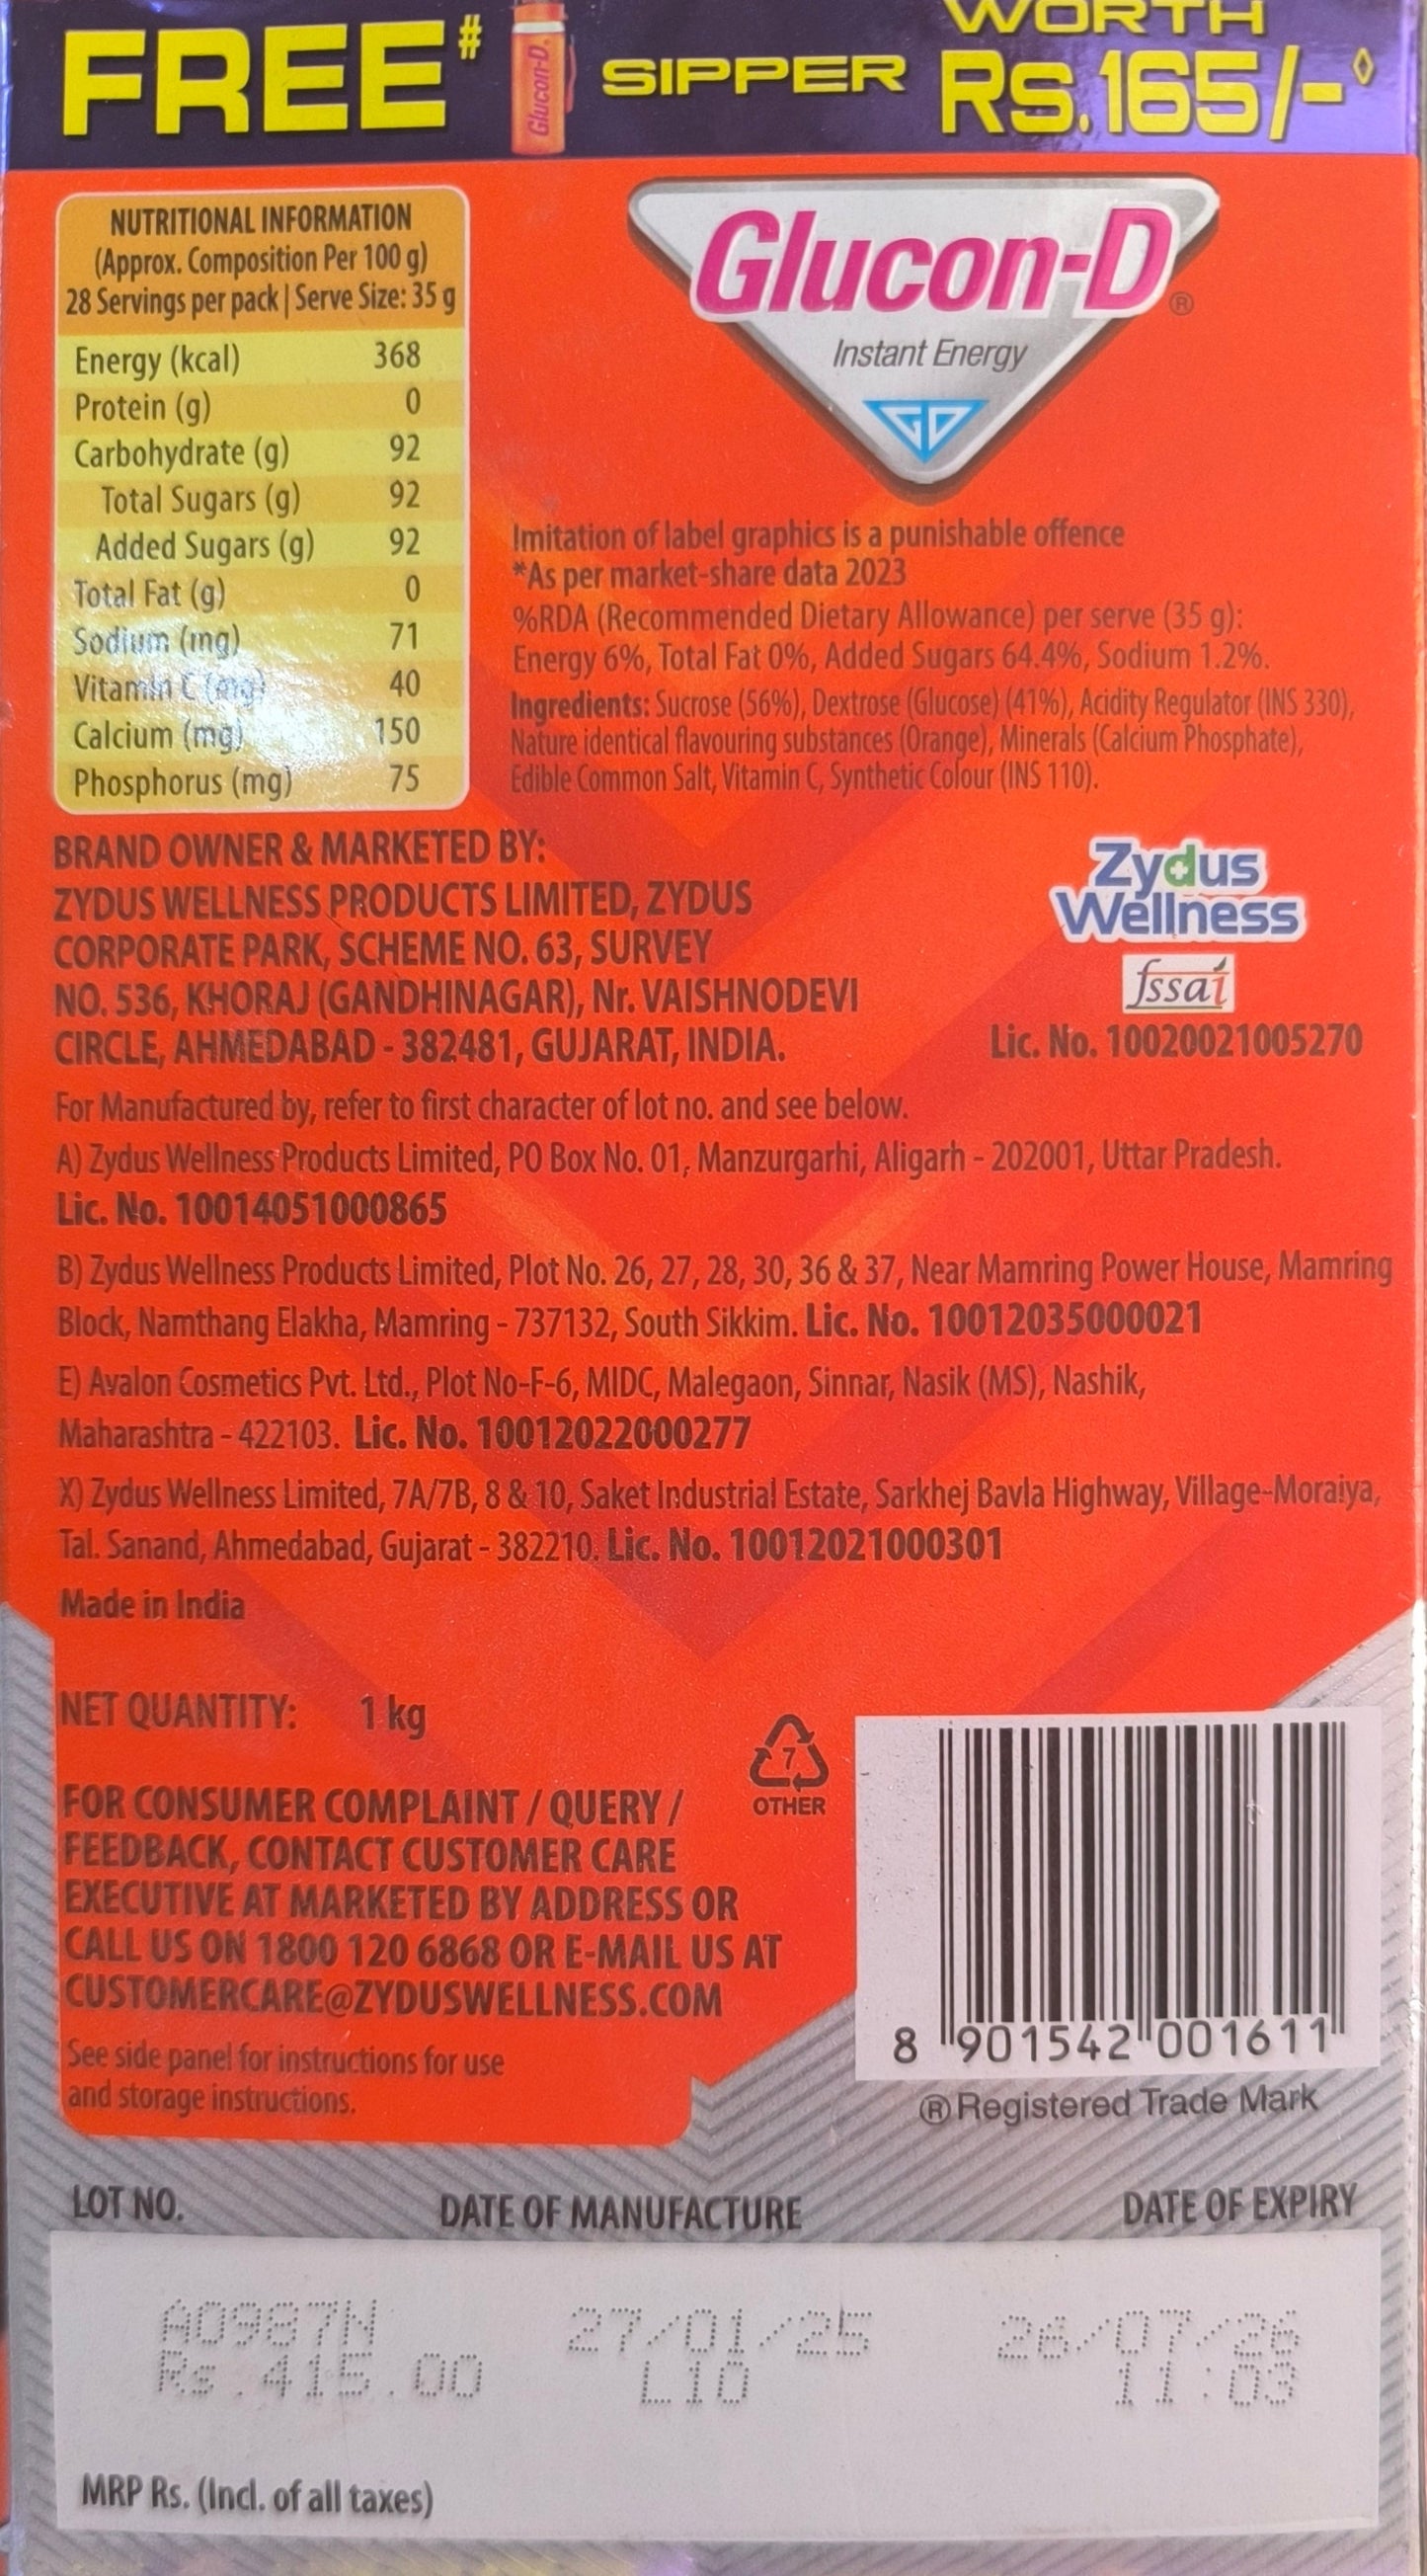 FREE#
Glucon-D
SIPPER
WORTH
Rs.165/-◊
NUTRITIONAL INFORMATION
(Approx. Composition Per 100 g)
28 Servings per pack | Serve Size: 35 g
Energy (kcal) 368
Protein (g) 0
Carbohydrate (g) 92
Total Sugars (g) 92
Added Sugars (g) 92
Total Fat (g) 0
Sodium (mg) 71
Vitamin C (mg) 40
Calcium (mg) 150
Phosphorus (mg) 75
Glucon-D®
Instant Energy
GD
Imitation of label graphics is a punishable offence
*As per market-share data 2023
%RDA (Recommended Dietary Allowance) per serve (35 g):
Energy 6%, Total Fat 0%, Added Sugars 64.4%, Sodium 1.2%.
Ingredients: Sucrose (56%), Dextrose (Glucose) (41%), Acidity Regulator (INS 330),
Nature identical flavouring substances (Orange), Minerals (Calcium Phosphate),
Edible Common Salt, Vitamin C, Synthetic Colour (INS 110).
BRAND OWNER & MARKETED BY:
ZYDUS WELLNESS PRODUCTS LIMITED, ZYDUS
CORPORATE PARK, SCHEME NO. 63, SURVEY
NO. 536, KHORAJ (GANDHINAGAR), Nr. VAISHNODEVI
CIRCLE, AHMEDABAD - 382481, GUJARAT, INDIA.
Zydus
Wellness
fssai
Lic. No. 10020021005270
For Manufactured by, refer to first character of lot no. and see below.
A) Zydus Wellness Products Limited, PO Box No. 01, Manzurgarhi, Aligarh - 202001, Uttar Pradesh.
Lic. No. 10014051000865
B) Zydus Wellness Products Limited, Plot No. 26, 27, 28, 30, 36 & 37, Near Mamring Power House, Mamring
Block, Namthang Elakha, Mamring - 737132, South Sikkim. Lic. No. 10012035000021
E) Avalon Cosmetics Pvt. Ltd., Plot No-F-6, MIDC, Malegaon, Sinnar, Nasik (MS), Nashik,
Maharashtra - 422103. Lic. No. 10012022000277
X) Zydus Wellness Limited, 7A/7B, 8 & 10, Saket Industrial Estate, Sarkhej Bavla Highway, Village-Moraiya,
Tal. Sanand, Ahmedabad, Gujarat - 382210. Lic. No. 10012021000301
Made in India
NET QUANTITY: 1 kg
7
OTHER
FOR CONSUMER COMPLAINT / QUERY /
FEEDBACK, CONTACT CUSTOMER CARE
EXECUTIVE AT MARKETED BY ADDRESS OR
CALL US ON 1800 120 6868 OR E-MAIL US AT
CUSTOMERCARE@ZYDUSWELLNESS.COM
See side panel for instructions for use
and storage instructions.
8 901542 001611
® Registered Trade Mark
LOT NO. DATE OF MANUFACTURE DATE OF EXPIRY
A0987N 27/01/25 26/07/26
Rs.415.00 L10 11:03
MRP Rs. (Incl. of all taxes)